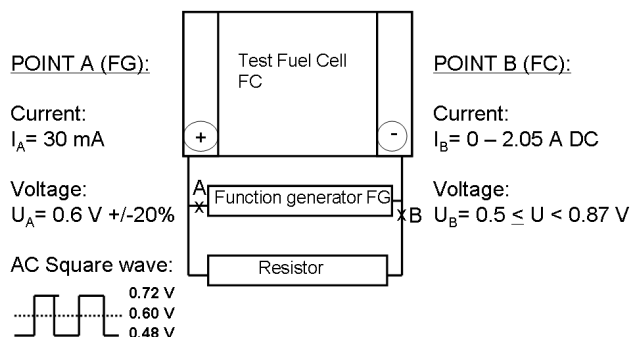 POINT A (FG):
Current:
I_A= 30 mA
Voltage:
U_A= 0.6 V +/-20%
AC Square wave:
0.72 V
0.60 V
0.48 V
Test Fuel Cell
FC
+
-
A
Function generator FG
B
Resistor
POINT B (FC):
Current:
I_B= 0 – 2.05 A DC
Voltage:
U_B= 0.5 ≤ U < 0.87 V